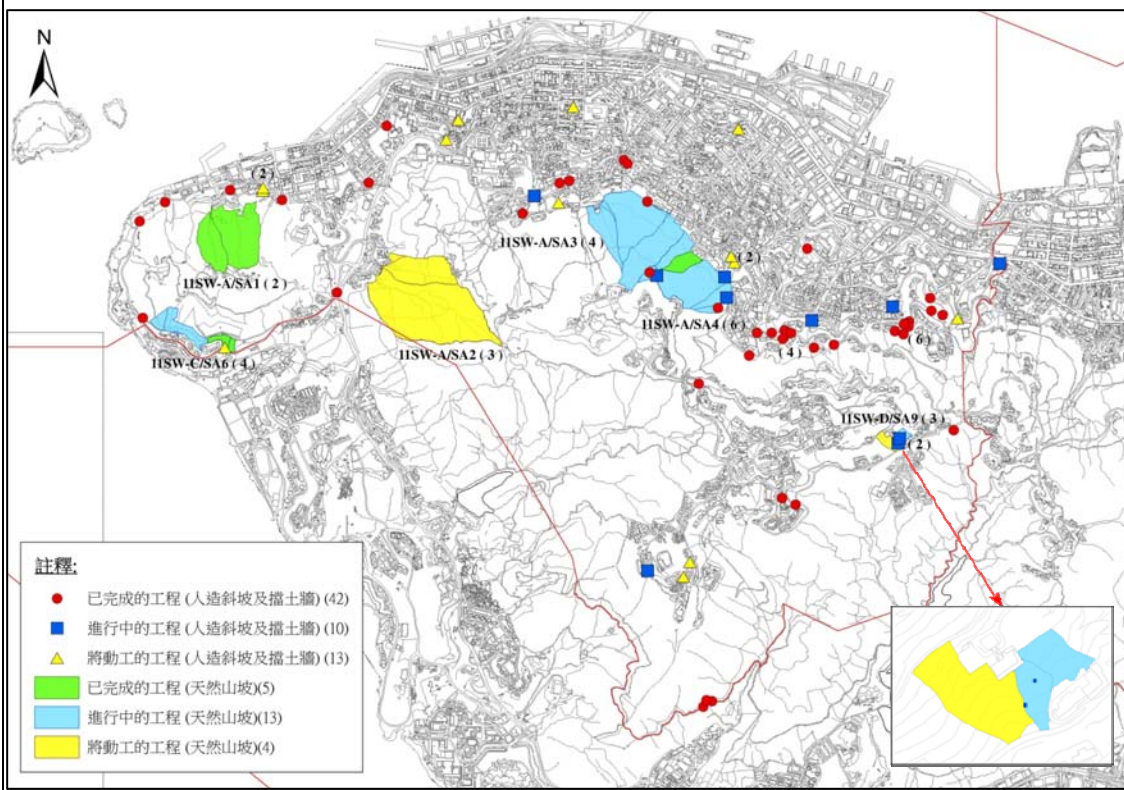 N
( 2 )
11SW-A/SA3 ( 4 )
( 2 )
11SW-A/SA1 ( 2 )
11SW-A/SA4 ( 6 )
11SW-C/SA6 ( 4 )
11SW-A/SA2 ( 3 )
( 4 )
( 6 )
11SW-D/SA9 ( 3 )
( 2 )
註釋:
已完成的工程 (人造斜坡及擋土牆) (42)
進行中的工程 (人造斜坡及擋土牆) (10)
將動工的工程 (人造斜坡及擋土牆) (13)
已完成的工程 (天然山坡)(5)
進行中的工程 (天然山坡)(13)
將動工的工程 (天然山坡)(4)